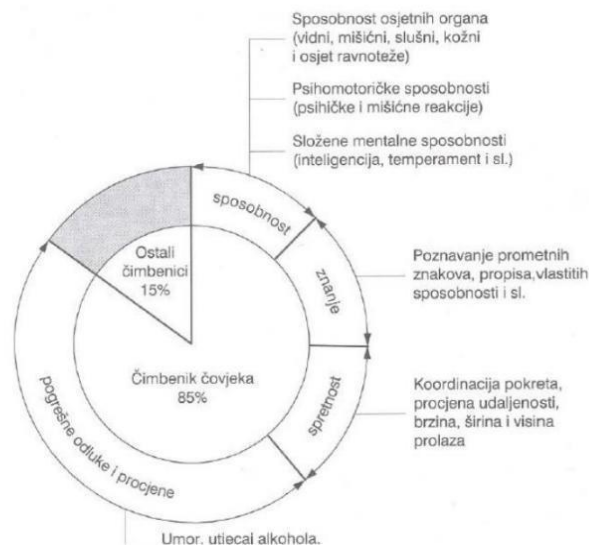 Sposobnost osjetnih organa
(vidni, mišićni, slušni, kožni
i osjet ravnoteže)
Psihomotoričke sposobnosti
(psihičke i mišićne reakcije)
Složene mentalne sposobnosti
(inteligencija, temperament i sl.)
sposobnost
Ostali
čimbenici
15%
znanje
Poznavanje prometnih
znakova, propisa,vlastitih
sposobnosti i sl.
Čimbenik čovjeka
85%
spretnost
Koordinacija pokreta,
procjena udaljenosti,
brzina, širina i visina
prolaza
pogrešne odluke i procjene
Umor, utjecaj alkohola.